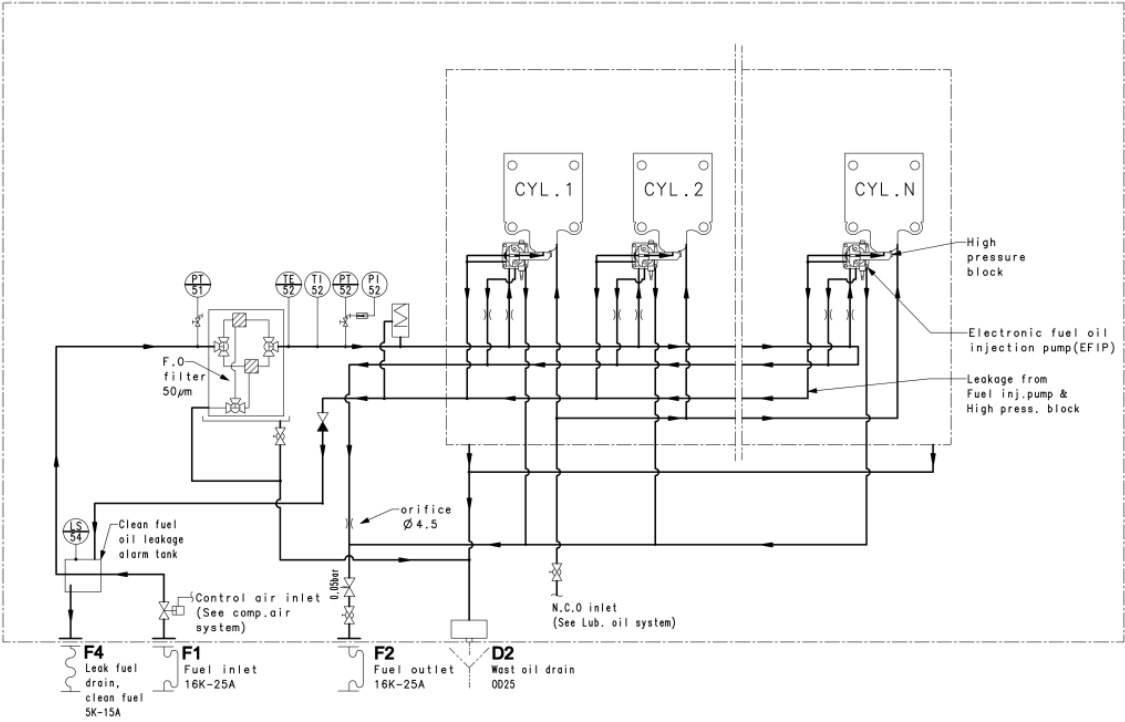 CYL.1
CYL.2
CYL.N
High
pressure
block
PT
51
TE
52
TI
52
PT
52
PI
52
Electronic fuel oil
injection pump(EFIP)
F.O
filter
50μm
Leakage from
Fuel inj.pump &
High press. block
orifice
Ø 4.5
LS
54
Clean fuel
oil leakage
alarm tank
0.05bar
Control air inlet
(See comp.air
system)
N.C.O inlet
(See Lub. oil system)
F4
Leak fuel
drain,
clean fuel
5K-15A
F1
Fuel inlet
16K-25A
F2
Fuel outlet
16K-25A
D2
Wast oil drain
OD25